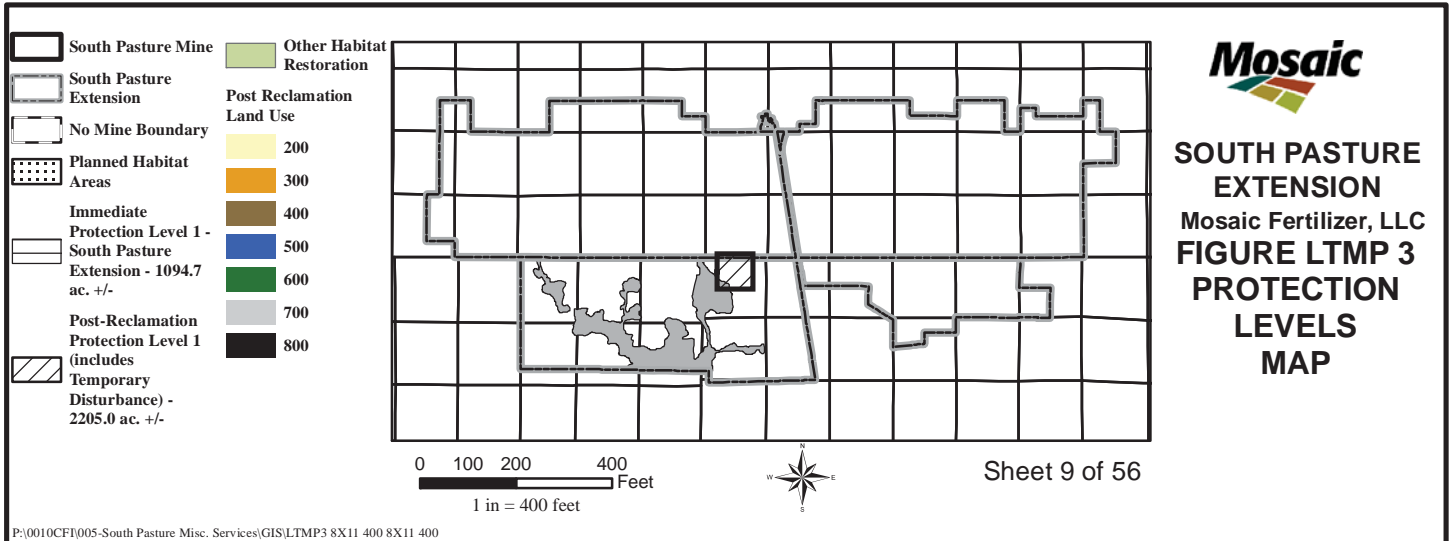 South Pasture Mine
South Pasture
Extension
No Mine Boundary
Planned Habitat
Areas
Immediate
Protection Level 1 -
South Pasture
Extension - 1094.7
ac. +/-
Post-Reclamation
Protection Level 1
(includes
Temporary
Disturbance) -
2205.0 ac. +/-
Other Habitat
Restoration
Post Reclamation
Land Use
200
300
400
500
600
700
800
0 100 200 400
Feet
1 in = 400 feet
N
W E
S
Sheet 9 of 56
Mosaic
SOUTH PASTURE
EXTENSION
Mosaic Fertilizer, LLC
FIGURE LTMP 3
PROTECTION
LEVELS
MAP
P:\0010CFI\005-South Pasture Misc. Services\GIS\LTMP3 8X11 400 8X11 400